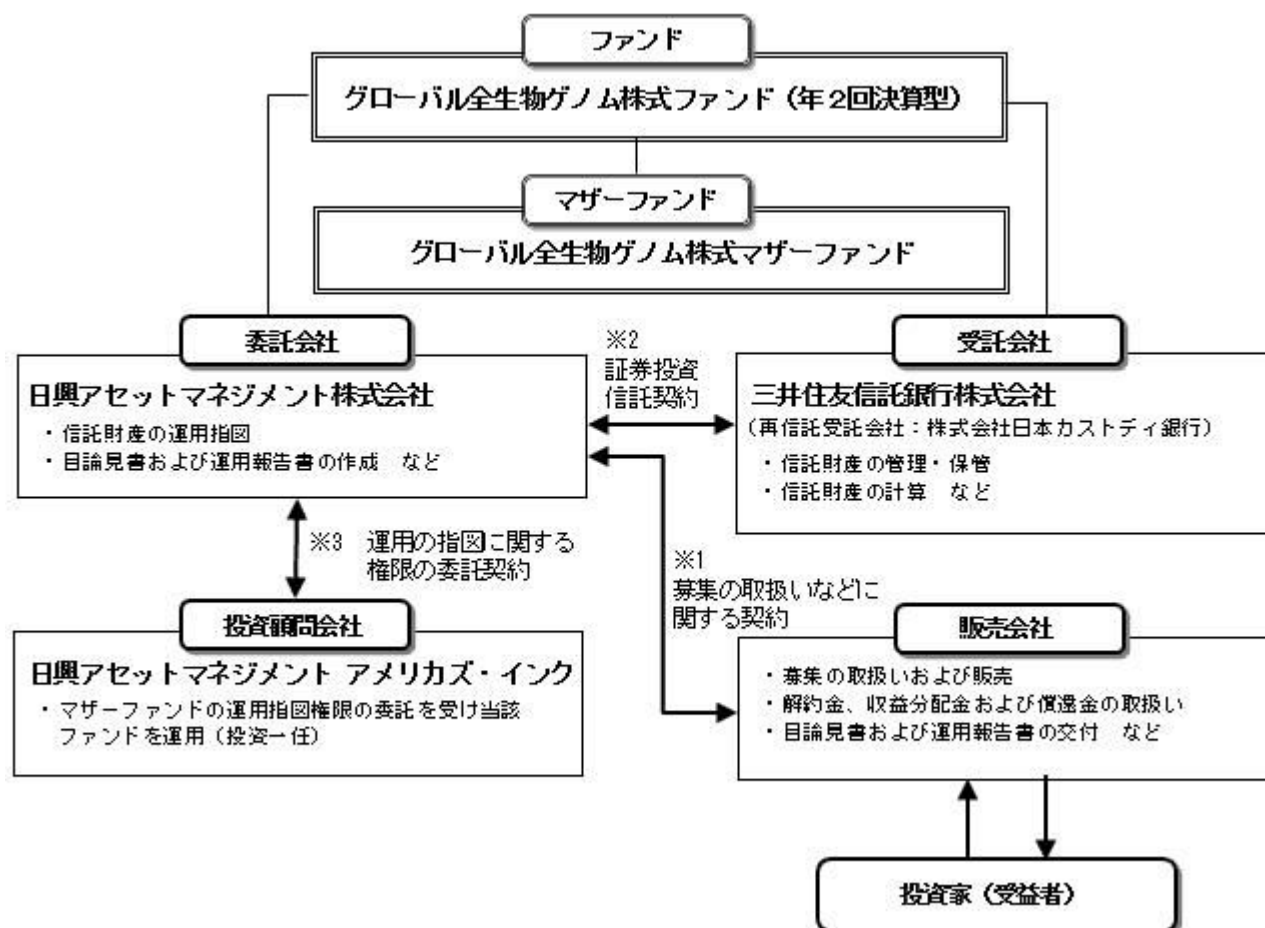 ファンド
グローバル全生物ゲノム株式ファンド（年２回決算型）
マザーファンド
グローバル全生物ゲノム株式マザーファンド
委託会社
日興アセットマネジメント株式会社
・信託財産の運用指図
・目論見書および運用報告書の作成　など
※2
証券投資
信託契約
受託会社
三井住友信託銀行株式会社
（再信託受託会社：株式会社日本カストディ銀行）
・信託財産の管理・保管
・信託財産の計算　など
※3　運用の指図に関する
権限の委託契約
※1
募集の取扱いなどに
関する契約
投資顧問会社
日興アセットマネジメント アメリカズ・インク
・マザーファンドの運用指図権限の委託を受け当該
ファンドを運用（投資一任）
販売会社
・募集の取扱いおよび販売
・解約金、収益分配金および償還金の取扱い
・目論見書および運用報告書の交付　など
投資家（受益者）